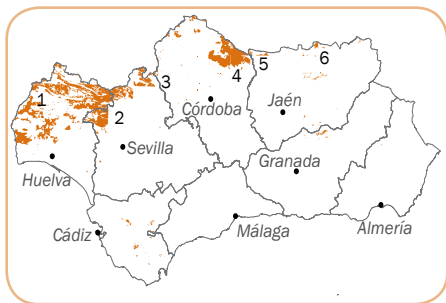 6
5
3
4
1
2
Córdoba
Jaén
Sevilla
Granada
Huelva
Cádiz
Málaga
Almería